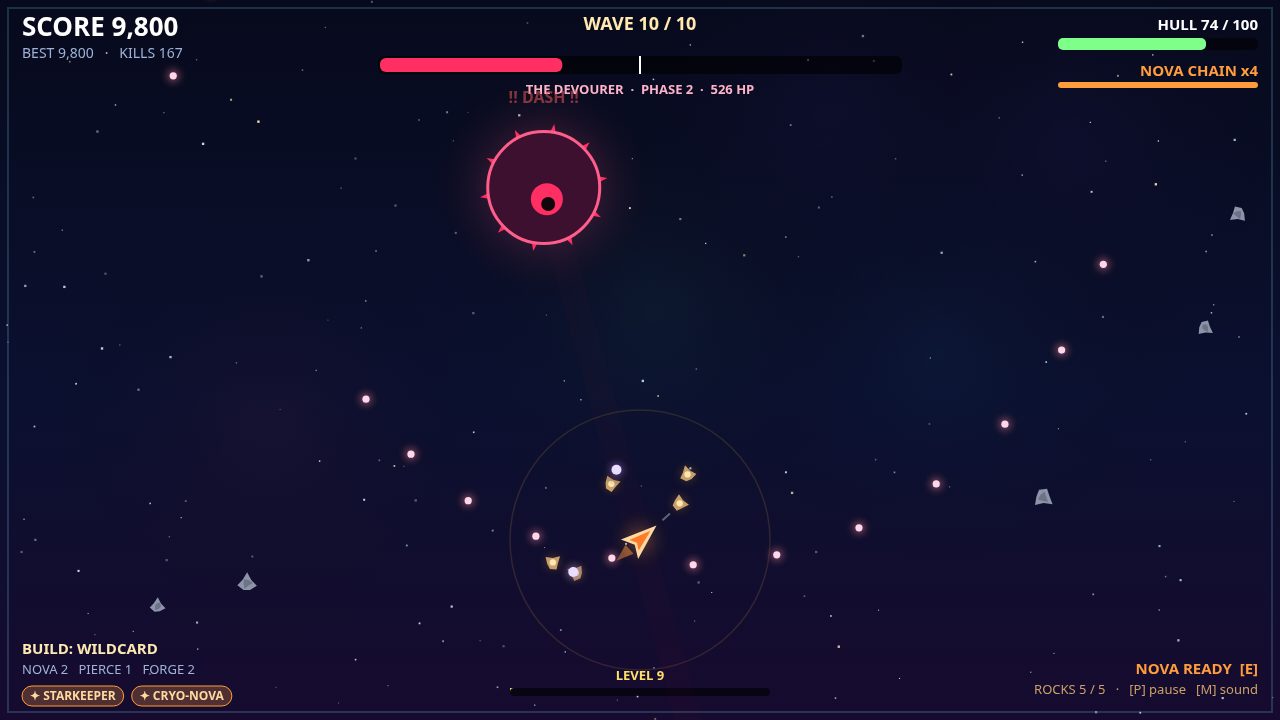 SCORE 9,800
BEST 9,800 · KILLS 167
WAVE 10 / 10
HULL 74 / 100
NOVA CHAIN x4
THE DEVOURER · PHASE 2 · 526 HP
!! DASH !!
BUILD: WILDCARD
NOVA 2 PIERCE 1 FORGE 2
✦ STARKEEPER ✦ CRYO-NOVA
LEVEL 9
NOVA READY [E]
ROCKS 5 / 5 · [P] pause [M] sound